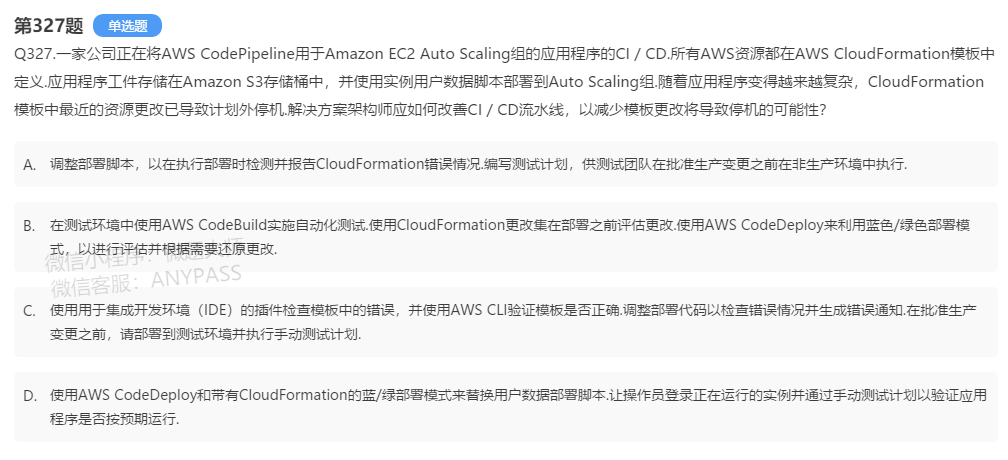 第327题 单选题
Q327.一家公司正在将AWS CodePipeline用于Amazon EC2 Auto Scaling组的应用程序的CI / CD.所有AWS资源都在AWS CloudFormation模板中
定义.应用程序工件存储在Amazon S3存储桶中，并使用实例用户数据脚本部署到Auto Scaling组.随着应用程序变得越来越复杂，CloudFormation
模板中最近的资源更改已导致计划外停机.解决方案架构师应如何改善CI / CD流水线，以减少模板更改将导致停机的可能性？
A. 调整部署脚本，以在执行部署时检测并报告CloudFormation错误情况.编写测试计划，供测试团队在批准生产变更之前在非生产环境中执行.
B. 在测试环境中使用AWS CodeBuild实施自动化测试.使用CloudFormation更改集在部署之前评估更改.使用AWS CodeDeploy来利用蓝色/绿色部署模
式，以进行评估并根据需要还原更改.
微信小程序：
微信客服：ANYPASS
C. 使用用于集成开发环境（IDE）的插件检查模板中的错误，并使用AWS CLI验证模板是否正确.调整部署代码以检查错误情况并生成错误通知.在批准生产
变更之前，请部署到测试环境并执行手动测试计划.
D. 使用AWS CodeDeploy和带有CloudFormation的蓝/绿部署模式来替换用户数据部署脚本.让操作员登录正在运行的实例并通过手动测试计划以验证应用
程序是否按预期运行.